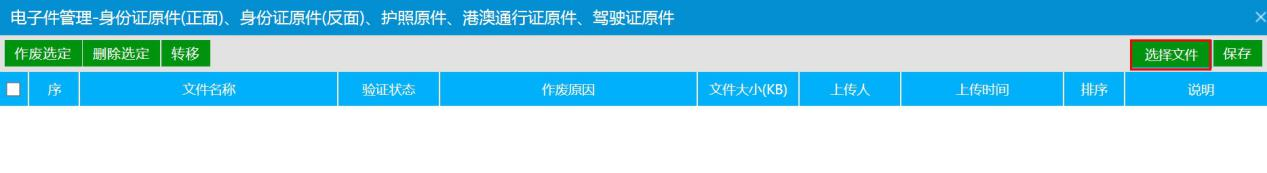 电子件管理-身份证原件(正面)、身份证原件(反面)、护照原件、港澳通行证原件、驾驶证原件
作废选定 删除选定 转移 选择文件 保存
序 文件名称 验证状态 作废原因 文件大小(KB) 上传人 上传时间 排序 说明